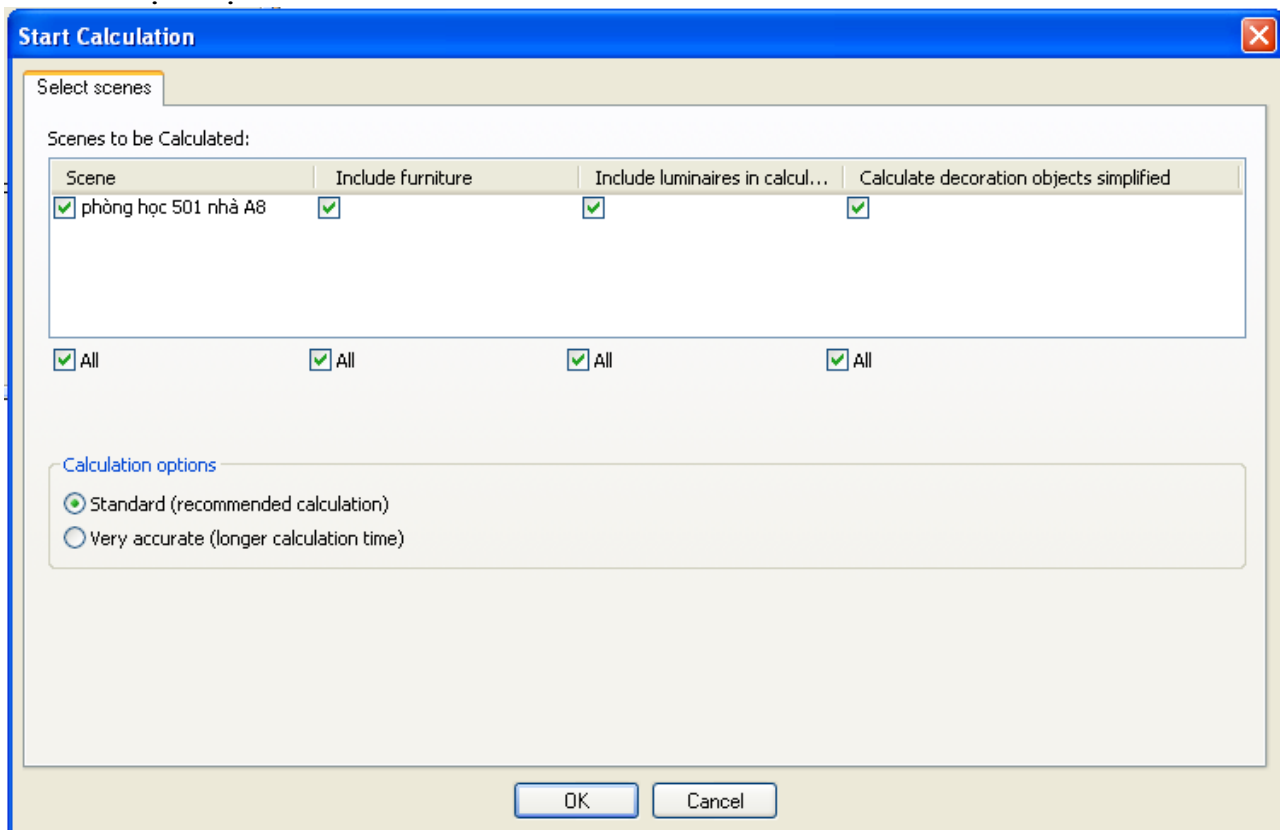 Start Calculation
Select scenes
Scenes to be Calculated:
Scene Include furniture Include luminaires in calcul... Calculate decoration objects simplified
phòng học 501 nhà A8
All All All All
Calculation options
Standard (recommended calculation)
Very accurate (longer calculation time)
OK Cancel